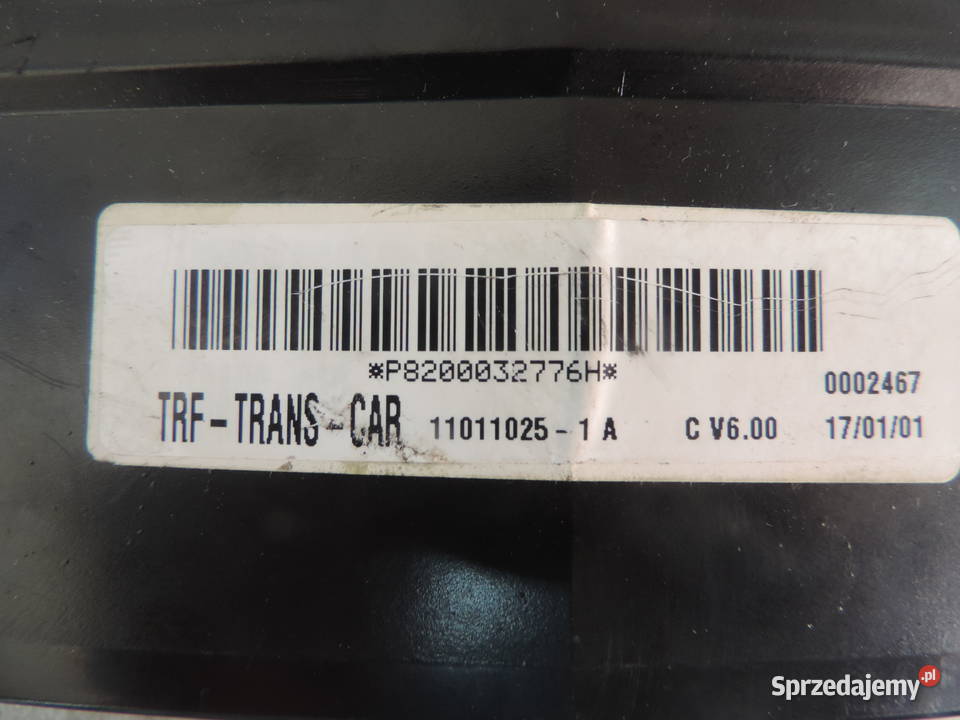 *P8200032776H*
0002467
TRF-TRANS-CAR 11011025-1 A C V6.00 17/01/01
Sprzedajemy.pl